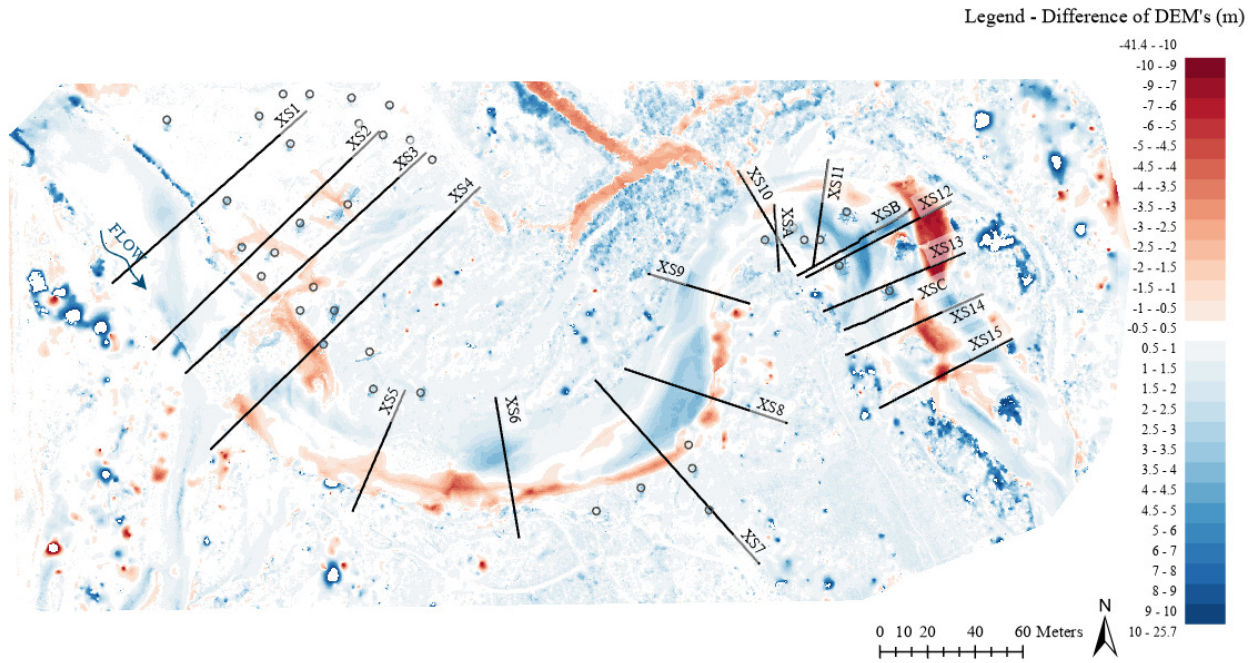 Legend - Difference of DEM's (m)
-41.4 - -10
-10 - -9
-9 - -7
-7 - -6
-6 - -5
-5 - -4.5
-4.5 - -4
-4 - -3.5
-3.5 - -3
-3 - -2.5
-2.5 - -2
-2 - -1.5
-1.5 - -1
-1 - -0.5
-0.5 - 0.5
0.5 - 1
1 - 1.5
1.5 - 2
2 - 2.5
2.5 - 3
3 - 3.5
3.5 - 4
4 - 4.5
4.5 - 5
5 - 6
6 - 7
7 - 8
8 - 9
9 - 10
10 - 25.7
XS1
XS2
XS3
XS4
FLOW
XS5
XS6
XS7
XS8
XS9
XS10
XSA
XS11
XSB
XS12
XS13
XSC
XS14
XS15
N
0 10 20 40 60 Meters